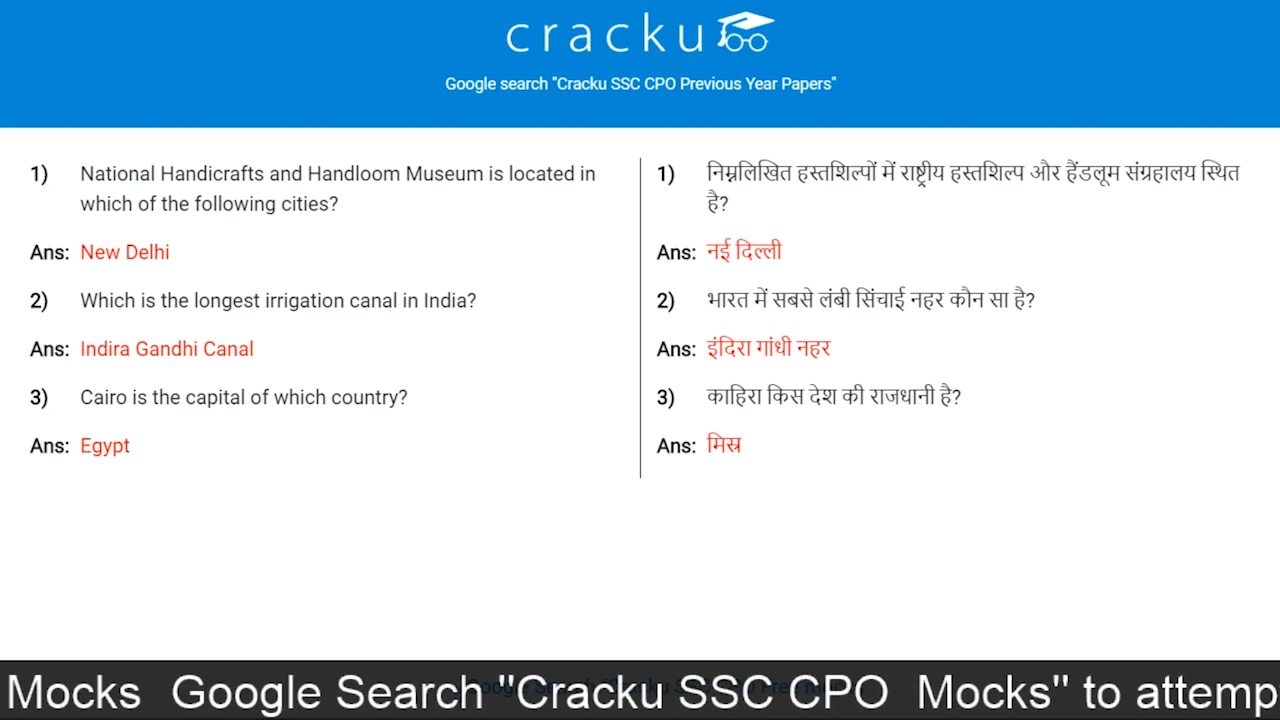 cracku
Google search "Cracku SSC CPO Previous Year Papers"
1) National Handicrafts and Handloom Museum is located in
which of the following cities?
Ans: New Delhi
2) Which is the longest irrigation canal in India?
Ans: Indira Gandhi Canal
3) Cairo is the capital of which country?
Ans: Egypt
1) निम्नलिखित हस्तशिल्पों में राष्ट्रीय हस्तशिल्प और हैंडलूम संग्रहालय स्थित
है?
Ans: नई दिल्ली
2) भारत में सबसे लंबी सिंचाई नहर कौन सा है?
Ans: इंदिरा गांधी नहर
3) काहिरा किस देश की राजधानी है?
Ans: मिस्र
Mocks Google Search "Cracku SSC CPO Mocks" to attemp